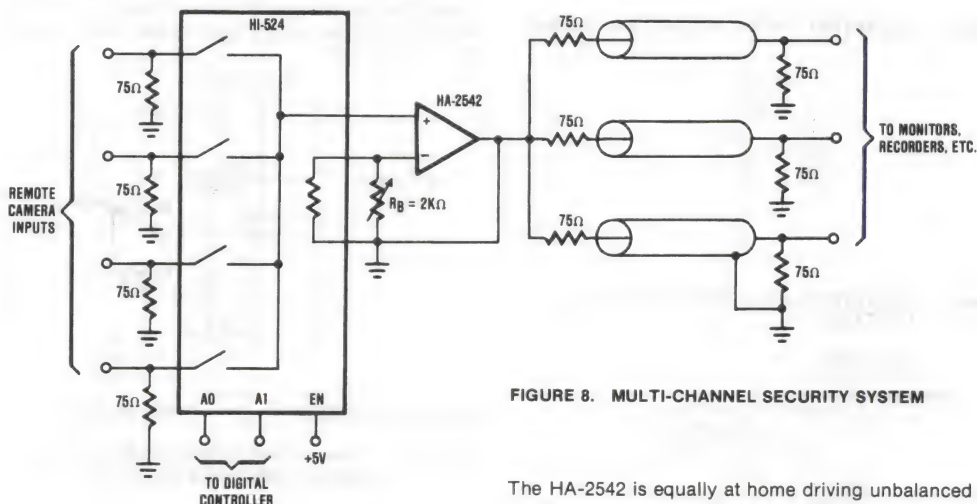 HI-524
75Ω
75Ω
75Ω
75Ω
REMOTE
CAMERA
INPUTS
A0 A1 EN
+5V
TO DIGITAL
CONTROLLER
HA-2542
+
−
RB = 2KΩ
75Ω
75Ω
75Ω
75Ω
75Ω
75Ω
TO MONITORS,
RECORDERS, ETC.
FIGURE 8. MULTI-CHANNEL SECURITY SYSTEM
The HA-2542 is equally at home driving unbalanced